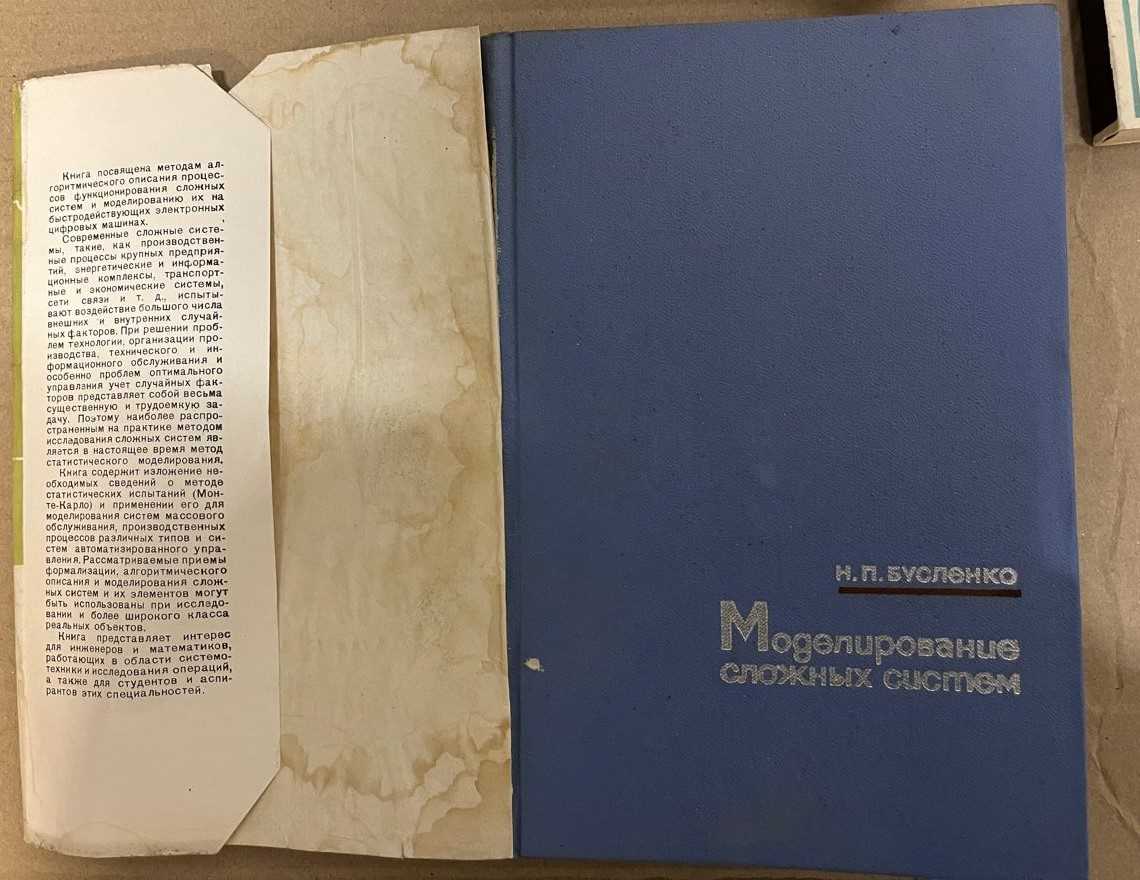 Книга посвящена методам ал-
горитмического описания процес-
сов функционирования сложных
систем и моделированию их на
быстродействующих электронных
цифровых машинах.
Современные сложные систе-
мы, такие, как производствен-
ные процессы крупных предприя-
тий, энергетические и информа-
ционные комплексы, транспорт-
ные и экономические системы,
сети связи и т. д., испыты-
вают воздействие большого числа
внешних и внутренних случай-
ных факторов. При решении проб-
лем технологии, организации про-
изводства, технического и ин-
формационного обслуживания и
особенно проблем оптимального
управления учет случайных фак-
торов представляет собой весьма
существенную и трудоемкую за-
дачу. Поэтому наиболее распро-
страненным на практике методом
исследования сложных систем яв-
ляется в настоящее время метод
статистического моделирования.
Книга содержит изложение не-
обходимых сведений о методе
статистических испытаний (Мон-
те-Карло) и применении его для
моделирования систем массового
обслуживания, производственных
процессов различных типов и си-
стем автоматизированного упра-
вления. Рассматриваемые приемы
формализации, алгоритмического
описания и моделирования слож-
ных систем и их элементов могут
быть использованы при исследо-
вании и более широкого класса
реальных объектов.
Книга представляет интерес
для инженеров и математиков,
работающих в области системо-
техники и исследования операций,
а также для студентов и аспи-
рантов этих специальностей.
Н. П. БУСЛЕНКО
Моделирование
сложных систем